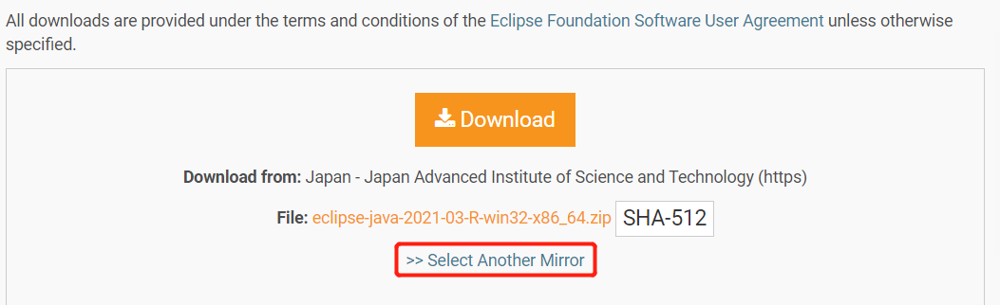 All downloads are provided under the terms and conditions of the Eclipse Foundation Software User Agreement unless otherwise
specified.
Download
Download from: Japan - Japan Advanced Institute of Science and Technology (https)
File: eclipse-java-2021-03-R-win32-x86_64.zip SHA-512
>> Select Another Mirror